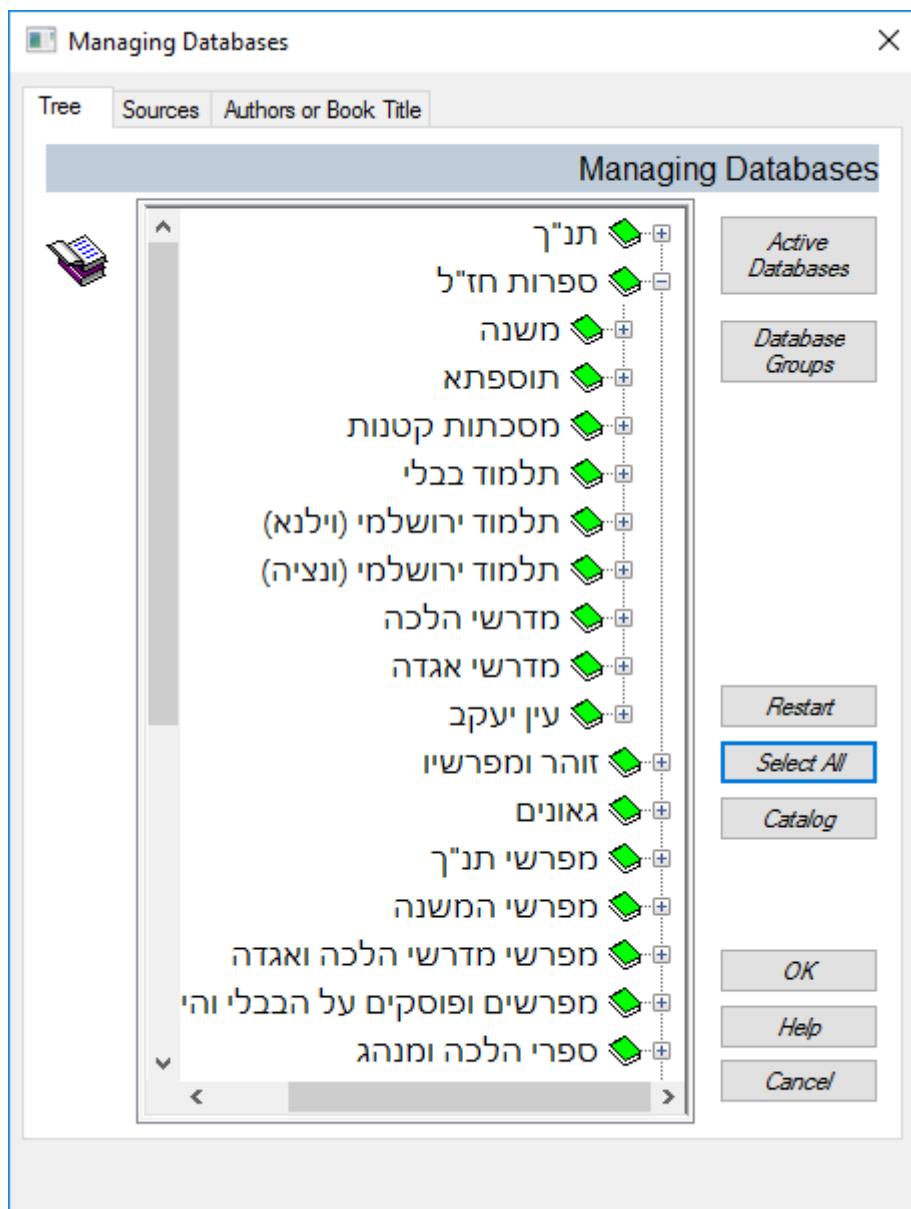 Managing Databases
Tree
Sources
Authors or Book Title
Managing Databases
תנ"ך
ספרות חז"ל
משנה
תוספתא
מסכתות קטנות
תלמוד בבלי
תלמוד ירושלמי (וילנא)
תלמוד ירושלמי (ונציה)
מדרשי הלכה
מדרשי אגדה
עין יעקב
זוהר ומפרשיו
גאונים
מפרשי תנ"ך
מפרשי המשנה
מפרשי מדרשי הלכה ואגדה
מפרשים ופוסקים על הבבלי והי
ספרי הלכה ומנהג
Active
Databases
Database
Groups
Restart
Select All
Catalog
OK
Help
Cancel